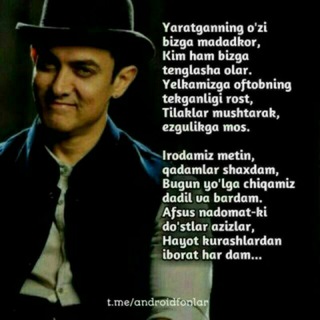 Yaratganning o'zi
bizga madadkor,
Kim ham bizga
tenglasha olar.
Yelkamizga oftobning
tekganligi rost,
Tilaklar mushtarak,
ezgulikga mos.
Irodamiz metin,
qadamlar shaxdam,
Bugun yo'lga chiqamiz
dadil va bardam.
Afsus nadomat-ki
do'stlar azizlar,
Hayot kurashlardan
iborat har dam...
t.me/androidfonlar